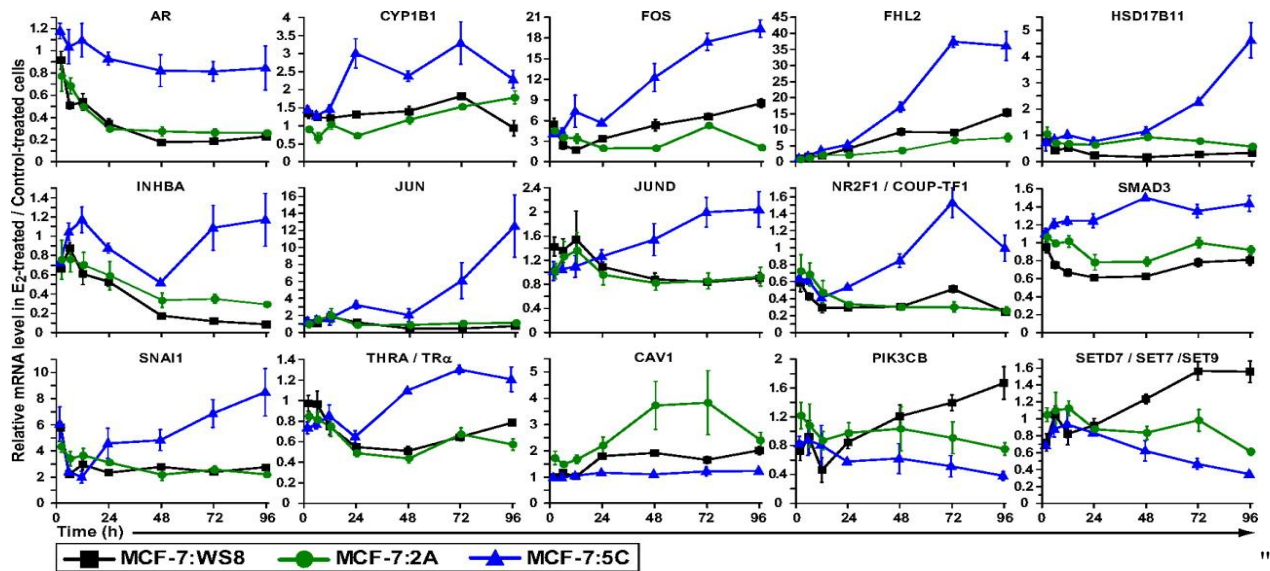 AR CYP1B1 FOS FHL2 HSD17B11
1.2 1 0.8 0.6 0.4 0.2 0
4 3.5 3 2.5 2 1.5 1 0.5 0
21 18 15 12 9 6 3 0
45 40 35 30 25 20 15 10 5 0
5 4 3 2 1 0
INHBA JUN JUND NR2F1 / COUP-TF1 SMAD3
1.4 1.2 1 0.8 0.6 0.4 0.2 0
16 14 12 10 8 6 4 2 0
2.4 2.0 1.6 1.2 0.8 0.4 0
1.6 1.4 1.2 1 0.8 0.6 0.4 0.2 0
1.6 1.4 1.2 1 0.8 0.6 0.4 0.2 0
SNAI1 THRA / TRα CAV1 PIK3CB SETD7 / SET7 /SET9
10 8 6 4 2 0
1.4 1.2 1 0.8 0.6 0.4 0.2 0
6 5 4 3 2 1 0
2 1.6 1.2 0.8 0.4 0
1.6 1.4 1.2 1 0.8 0.6 0.4 0.2 0
Relative mRNA level in E₂-treated / Control-treated cells
0 24 48 72 96 0 24 48 72 96 0 24 48 72 96 0 24 48 72 96 0 24 48 72 96
Time (h)
MCF-7:WS8 MCF-7:2A MCF-7:5C "